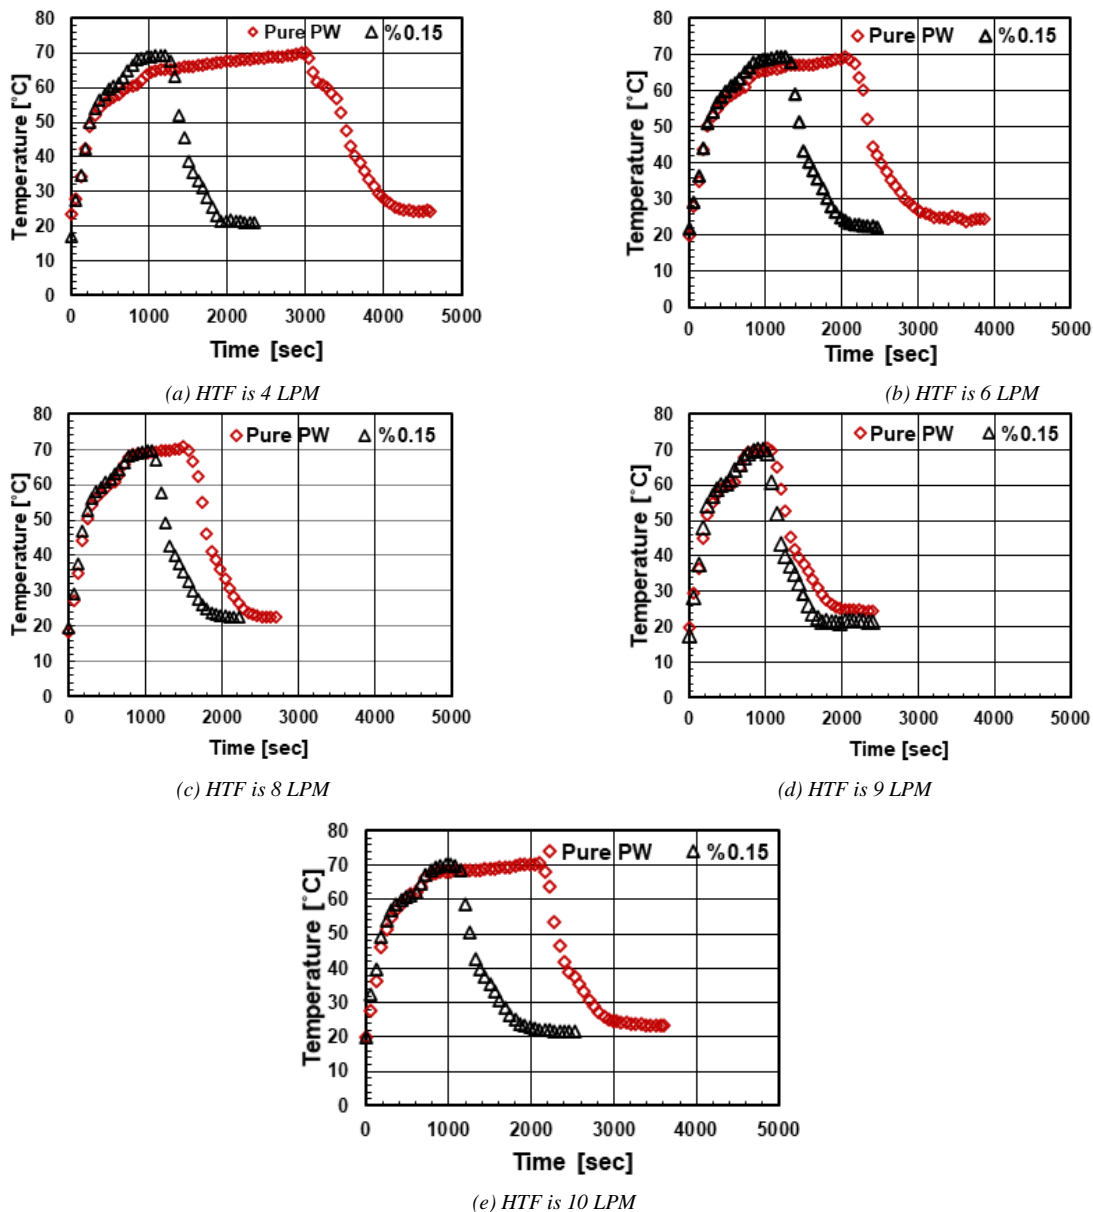 80
70
60
50
40
30
20
10
0
Temperature [°C]
Pure PW %0.15
0 1000 2000 3000 4000 5000
Time [sec]
(a) HTF is 4 LPM
80
70
60
50
40
30
20
10
0
Temperature [°C]
Pure PW %0.15
0 1000 2000 3000 4000 5000
Time [sec]
(b) HTF is 6 LPM
80
70
60
50
40
30
20
10
0
Temperature [°C]
Pure PW %0.15
0 1000 2000 3000 4000 5000
Time [sec]
(c) HTF is 8 LPM
80
70
60
50
40
30
20
10
0
Temperature [°C]
Pure PW %0.15
0 1000 2000 3000 4000 5000
Time [sec]
(d) HTF is 9 LPM
80
70
60
50
40
30
20
10
0
Temperature [°C]
Pure PW %0.15
0 1000 2000 3000 4000 5000
Time [sec]
(e) HTF is 10 LPM